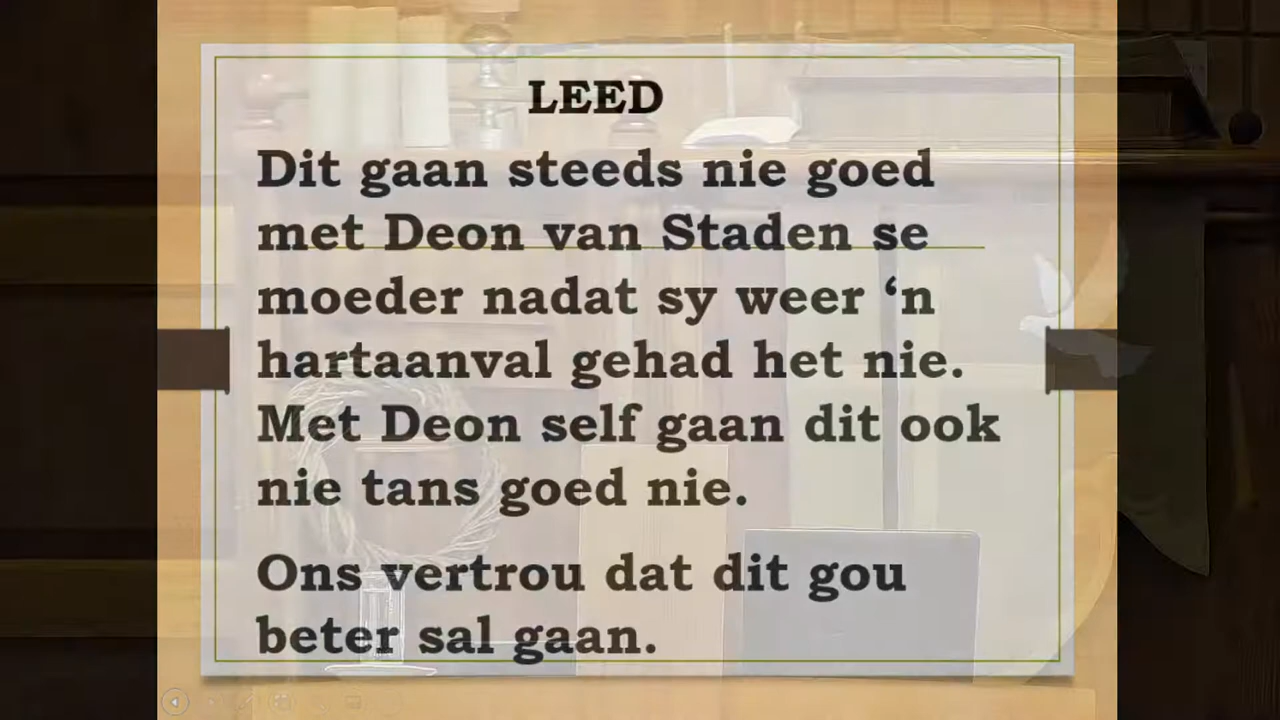 LEED
Dit gaan steeds nie goed
met Deon van Staden se
moeder nadat sy weer ‘n
hartaanval gehad het nie.
Met Deon self gaan dit ook
nie tans goed nie.
Ons vertrou dat dit gou
beter sal gaan.